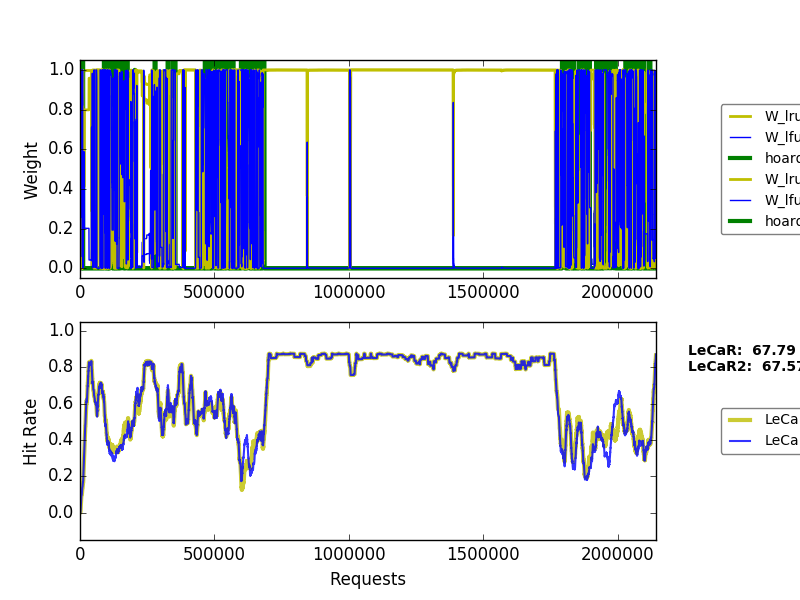 1.0
0.8
0.6
0.4
0.2
0.0
Weight
0
500000
1000000
1500000
2000000
W_lru
W_lfu
hoard
W_lru
W_lfu
hoard
1.0
0.8
0.6
0.4
0.2
0.0
Hit Rate
0
500000
1000000
1500000
2000000
Requests
LeCaR: 67.79
LeCaR2: 67.57
LeCa
LeCa